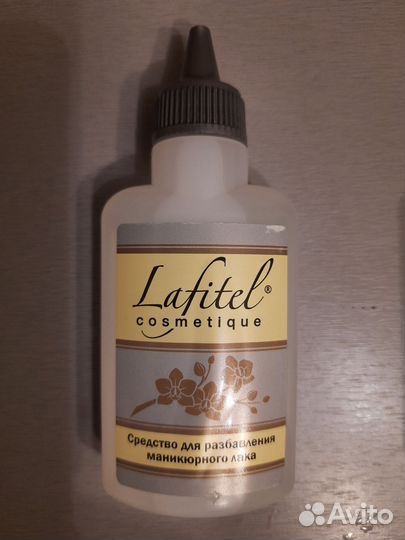 Lafitel®
cosmetique
Средство для разбавления
маникюрного лака
Avito